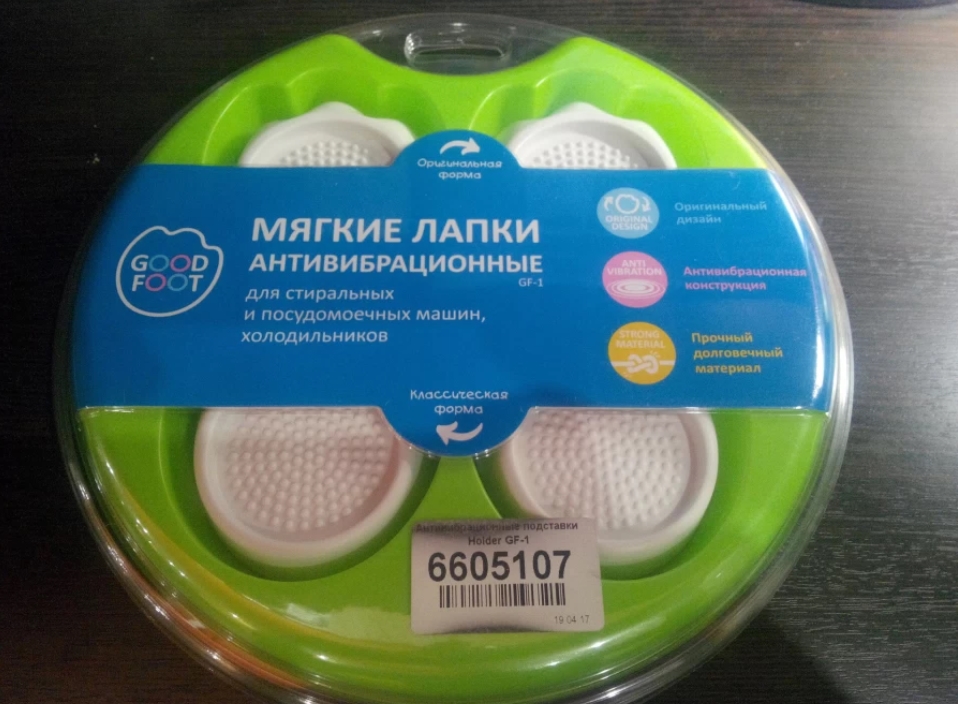 Оригинальная
форма
GOOD
FOOT
МЯГКИЕ ЛАПКИ
АНТИВИБРАЦИОННЫЕ
GF-1
для стиральных
и посудомоечных машин,
холодильников
ORIGINAL
DESIGN
Оригинальный
дизайн
ANTI
VIBRATION
Антивибрационная
конструкция
STRONG
MATERIAL
Прочный
долговечный
материал
Классическая
форма
Антивибрационные подставки
Holder GF-1
6605107
19 04 17